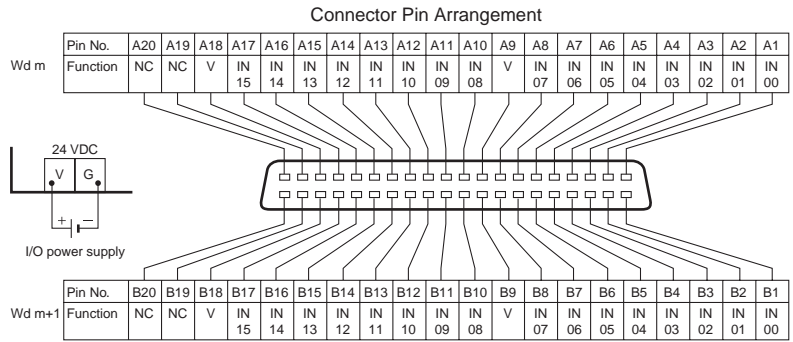 Connector Pin Arrangement
Pin No. A20 A19 A18 A17 A16 A15 A14 A13 A12 A11 A10 A9 A8 A7 A6 A5 A4 A3 A2 A1
Wd m Function NC NC V IN 15 IN 14 IN 13 IN 12 IN 11 IN 10 IN 09 IN 08 V IN 07 IN 06 IN 05 IN 04 IN 03 IN 02 IN 01 IN 00
24 VDC
V G
+ −
I/O power supply
Pin No. B20 B19 B18 B17 B16 B15 B14 B13 B12 B11 B10 B9 B8 B7 B6 B5 B4 B3 B2 B1
Wd m+1 Function NC NC V IN 15 IN 14 IN 13 IN 12 IN 11 IN 10 IN 09 IN 08 V IN 07 IN 06 IN 05 IN 04 IN 03 IN 02 IN 01 IN 00